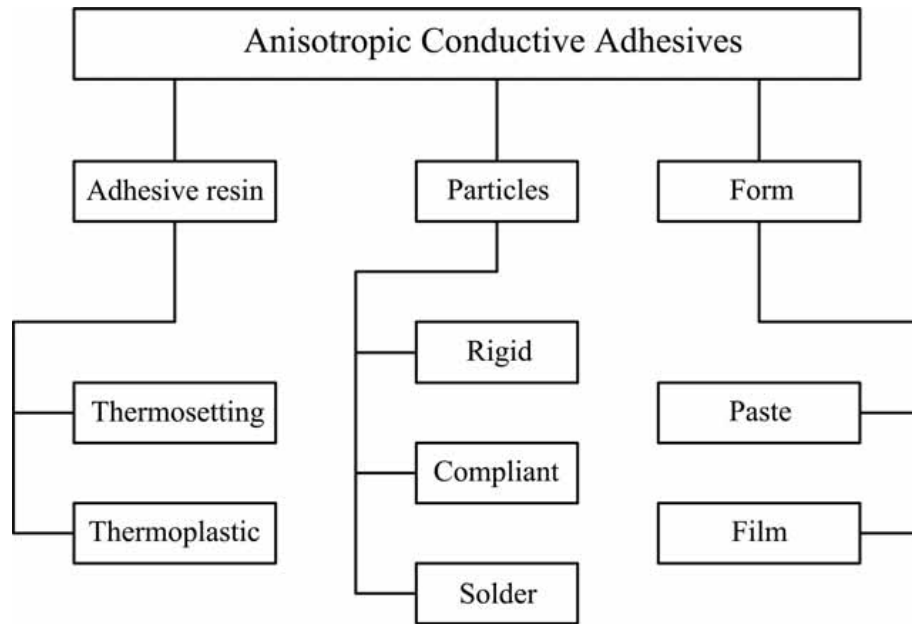 Anisotropic Conductive Adhesives
Adhesive resin
Particles
Form
Rigid
Thermosetting
Paste
Compliant
Thermoplastic
Film
Solder